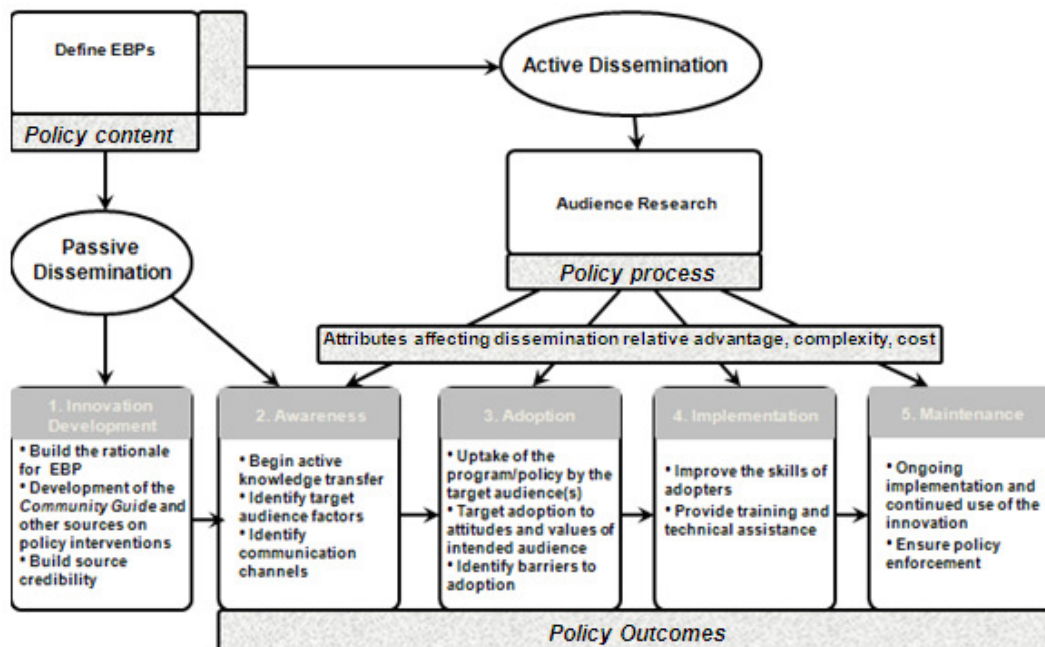 Define EBPs
Policy content
Active Dissemination
Audience Research
Policy process
Passive
Dissemination
Attributes affecting dissemination relative advantage, complexity, cost
1. Innovation
Development
• Build the rationale
for EBP
• Development of the
Community Guide and
other sources on
policy interventions
• Build source
credibility
2. Awareness
• Begin active
knowledge transfer
• Identify target
audience factors
• Identify
communication
channels
3. Adoption
• Uptake of the
program/policy by the
target audience(s)
• Target adoption to
attitudes and values of
intended audience
• Identify barriers to
adoption
4. Implementation
• Improve the skills of
adopters
• Provide training and
technical assistance
5. Maintenance
• Ongoing
implementation and
continued use of the
innovation
• Ensure policy
enforcement
Policy Outcomes